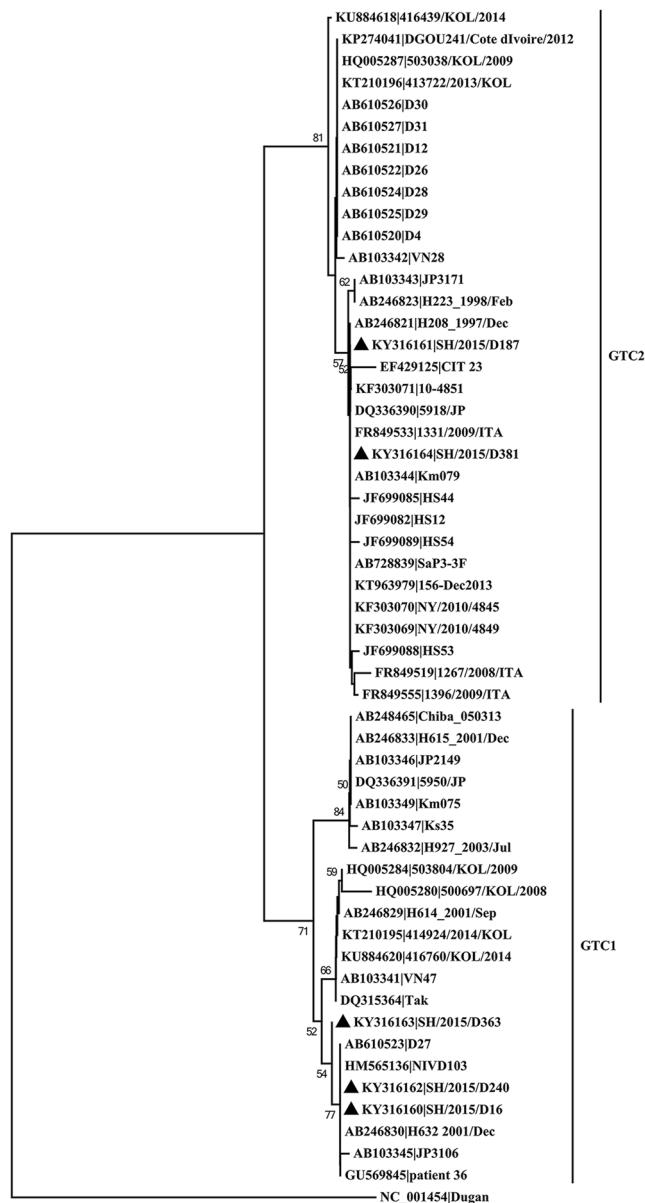 KU884618|416439/KOL/2014
KP274041|DGOU241/Cote dIvoire/2012
HQ005287|503038/KOL/2009
KT210196|413722/2013/KOL
AB610526|D30
AB610527|D31
81
AB610521|D12
AB610522|D26
AB610524|D28
AB610525|D29
AB610520|D4
AB103342|VN28
62
AB103343|JP3171
AB246823|H223_1998/Feb
AB246821|H208_1997/Dec
KY316161|SH/2015/D187
GTC2
57
52
EF429125|CIT 23
KF303071|10-4851
DQ336390|5918/JP
FR849533|1331/2009/ITA
KY316164|SH/2015/D381
AB103344|Km079
JF699085|HS44
JF699082|HS12
JF699089|HS54
AB728839|SaP3-3F
KT963979|156-Dec2013
KF303070|NY/2010/4845
KF303069|NY/2010/4849
JF699088|HS53
FR849519|1267/2008/ITA
FR849555|1396/2009/ITA
AB248465|Chiba_050313
AB246833|H615_2001/Dec
AB103346|JP2149
50
DQ336391|5950/JP
AB103349|Km075
84
AB103347|Ks35
AB246832|H927_2003/Jul
59
HQ005284|503804/KOL/2009
HQ005280|500697/KOL/2008
AB246829|H614_2001/Sep
71
KT210195|414924/2014/KOL
GTC1
KU884620|416760/KOL/2014
66
AB103341|VN47
DQ315364|Tak
KY316163|SH/2015/D363
52
AB610523|D27
HM565136|NIVD103
54
KY316162|SH/2015/D240
77
KY316160|SH/2015/D16
AB246830|H632 2001/Dec
AB103345|JP3106
GU569845|patient 36
NC_001454|Dugan